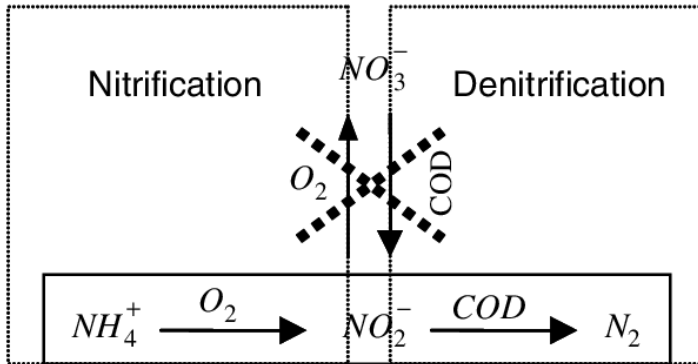 NO₃⁻
Nitrification Denitrification
O₂ COD
NH₄⁺ O₂ NO₂⁻ COD N₂